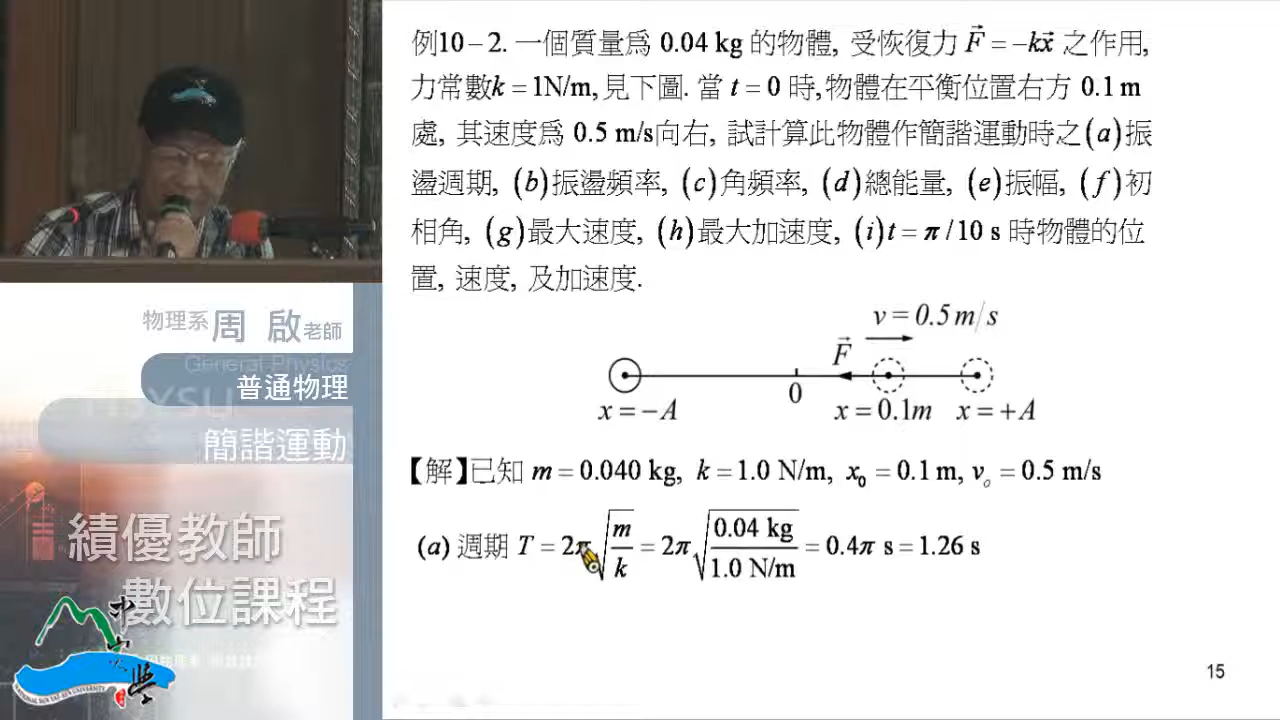 例10－2. 一個質量爲 0.04 kg 的物體, 受恢復力 F⃗ = −kx⃗ 之作用,
力常數k = 1N/m, 見下圖. 當 t = 0 時, 物體在平衡位置右方 0.1 m
處, 其速度爲 0.5 m/s向右, 試計算此物體作簡諧運動時之(a)振
盪週期, (b)振盪頻率, (c)角頻率, (d)總能量, (e)振幅, (f)初
相角, (g)最大速度, (h)最大加速度, (i)t = π / 10 s 時物體的位
置, 速度, 及加速度.
v = 0.5 m/s
F⃗
0
x = −A
x = 0.1m
x = +A
【解】已知 m = 0.040 kg, k = 1.0 N/m, x₀ = 0.1 m, vₒ = 0.5 m/s
(a) 週期 T = 2π√(m/k) = 2π√(0.04 kg/1.0 N/m) = 0.4π s = 1.26 s
15
物理系 周 啟 老師
General Physics
普通物理
簡諧運動
績優教師
數位課程